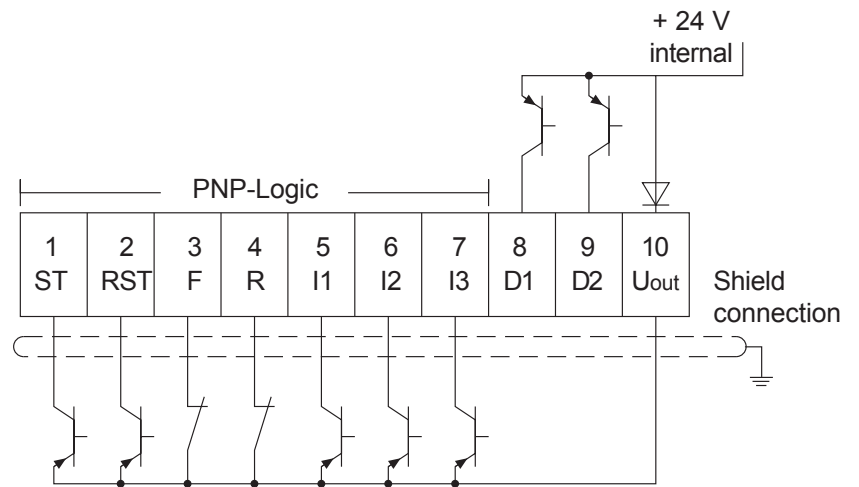 + 24 V
internal
PNP-Logic
1 2 3 4 5 6 7 8 9 10
ST RST F R I1 I2 I3 D1 D2 Uout
Shield
connection